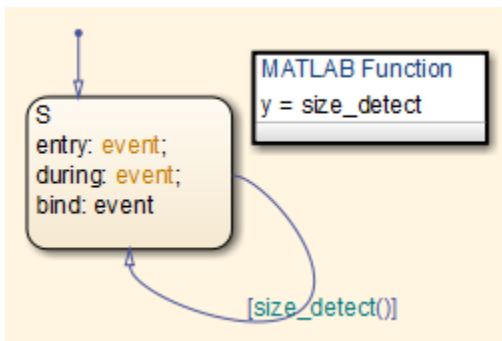 S
entry: event;
during: event;
bind: event
MATLAB Function
y = size_detect
[size_detect()]